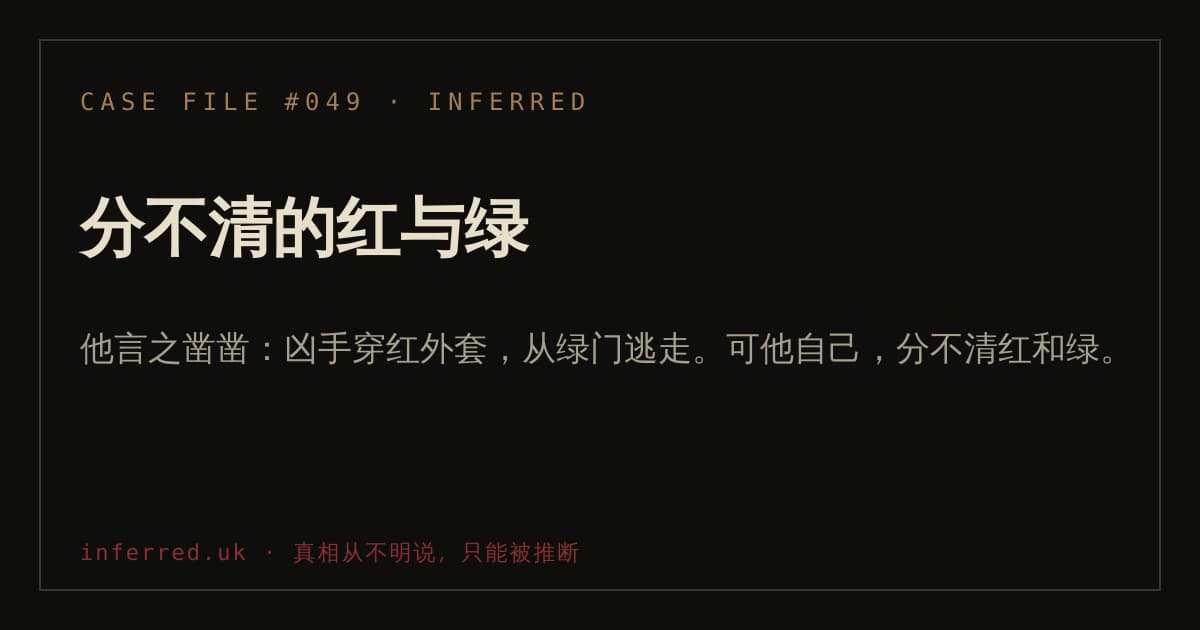 CASE FILE #049 · INFERRED
分不清的红与绿
他言之凿凿：凶手穿红外套，从绿门逃走。可他自己，分不清红和绿。
inferred.uk · 真相从不明说，只能被推断